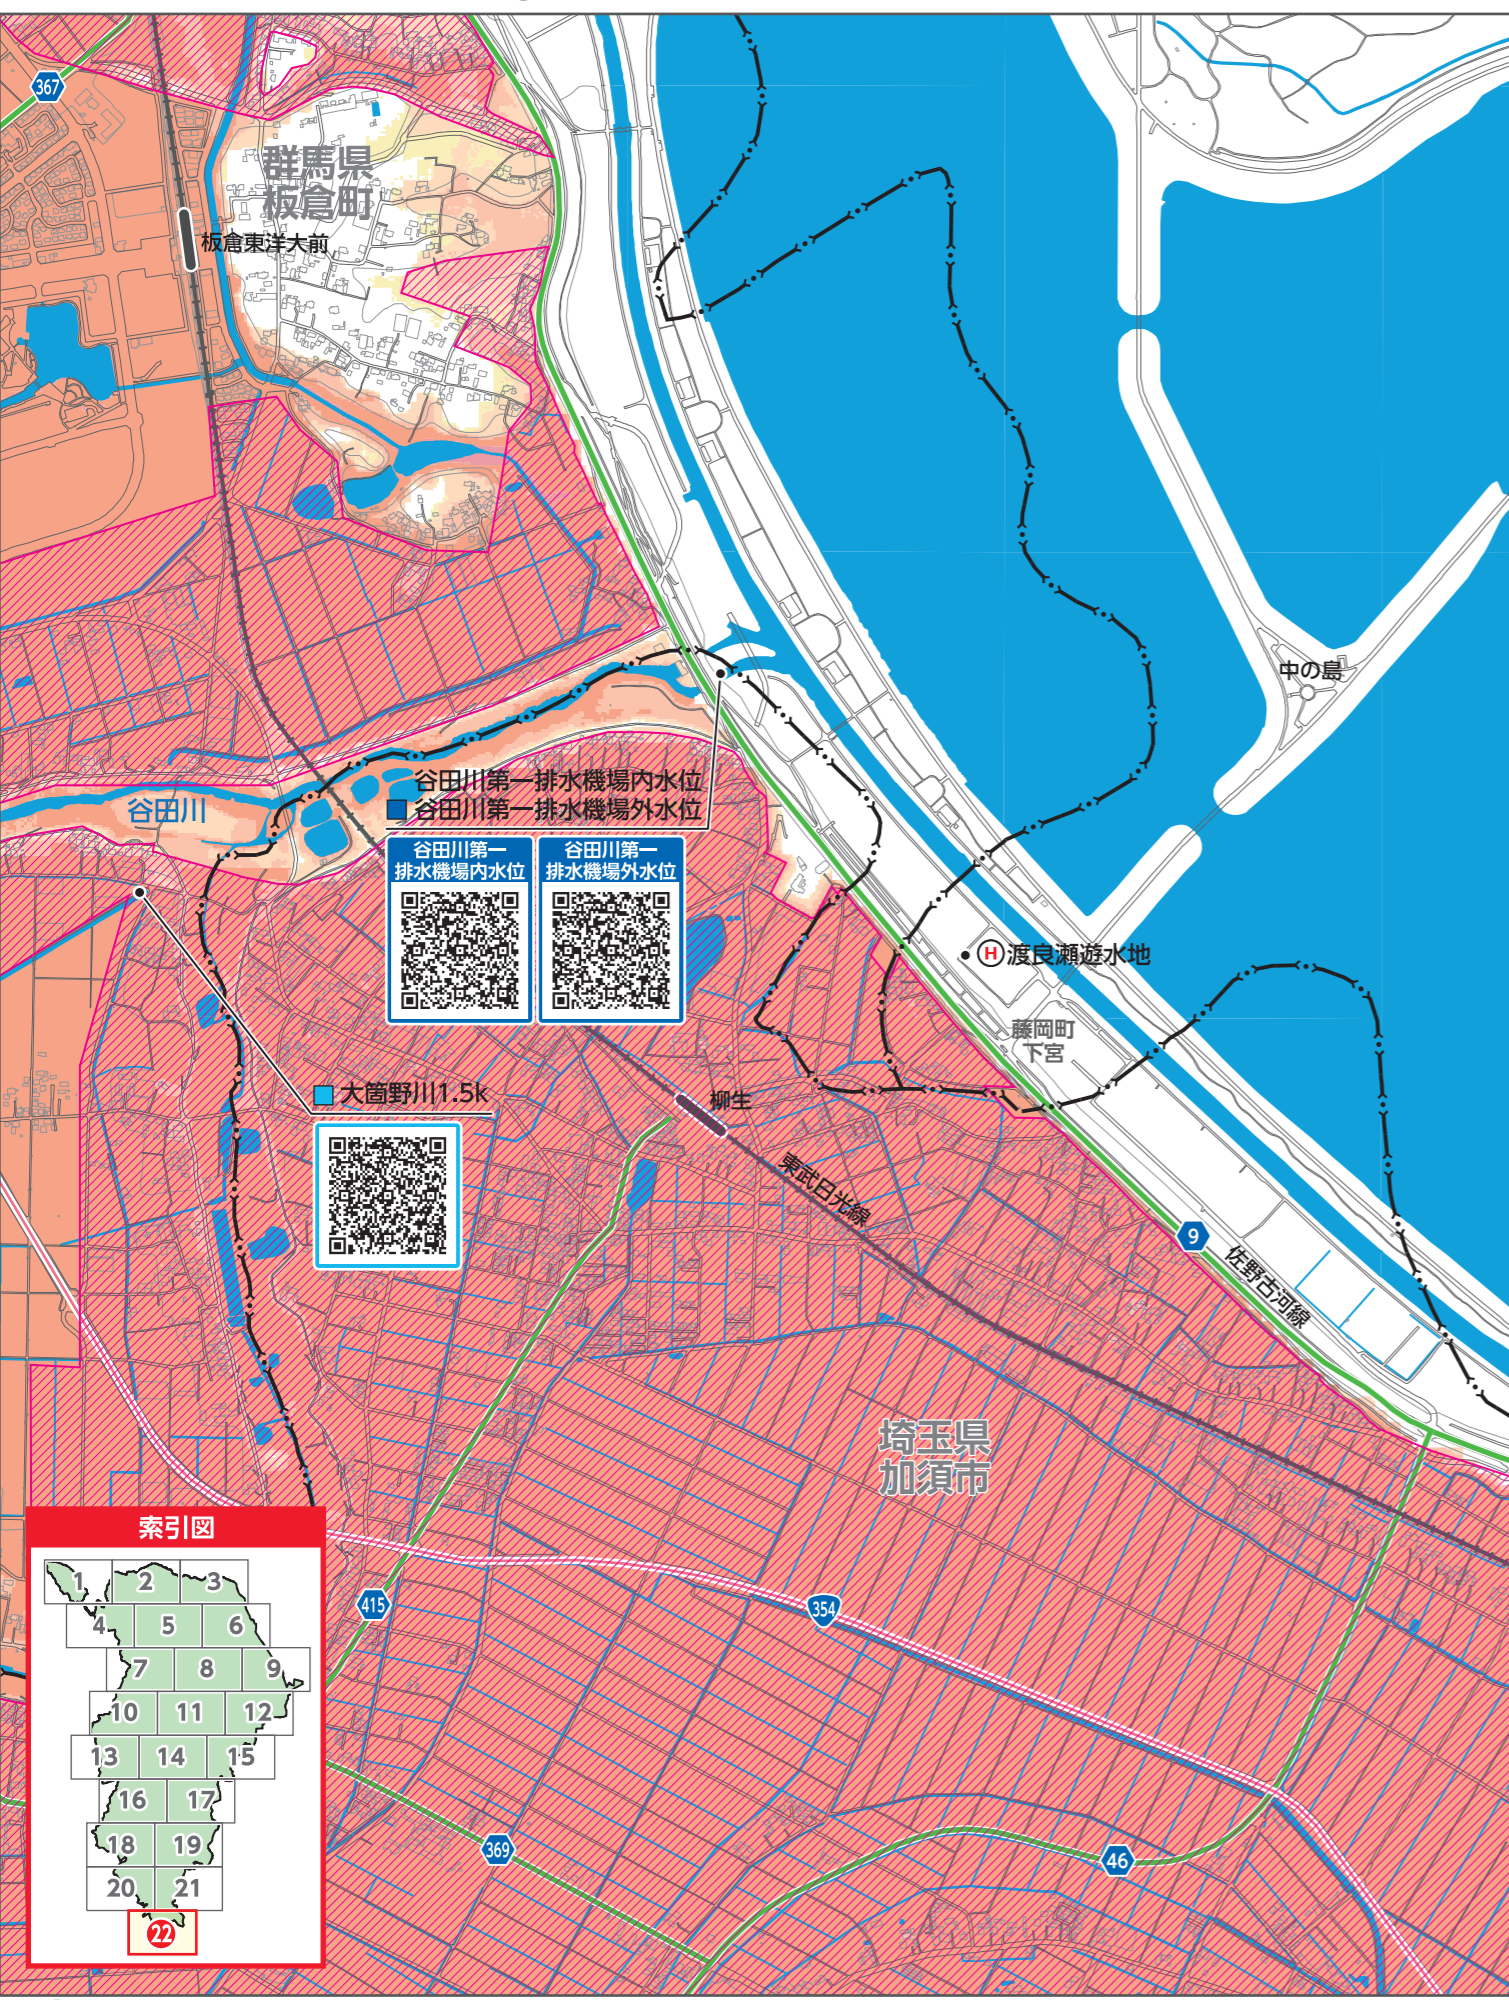 367
群馬県
板倉町
板倉東洋大前
中の島
谷田川
谷田川第一排水機場内水位
谷田川第一排水機場外水位
谷田川第一
排水機場内水位
谷田川第一
排水機場外水位
H 渡良瀬遊水地
藤岡町
下宮
大箇野川1.5k
柳生
東武日光線
9
佐野古河線
埼玉県
加須市
索引図
1 2 3
4 5 6
7 8 9
10 11 12
13 14 15
16 17
18 19
20 21
22
415
354
369
46